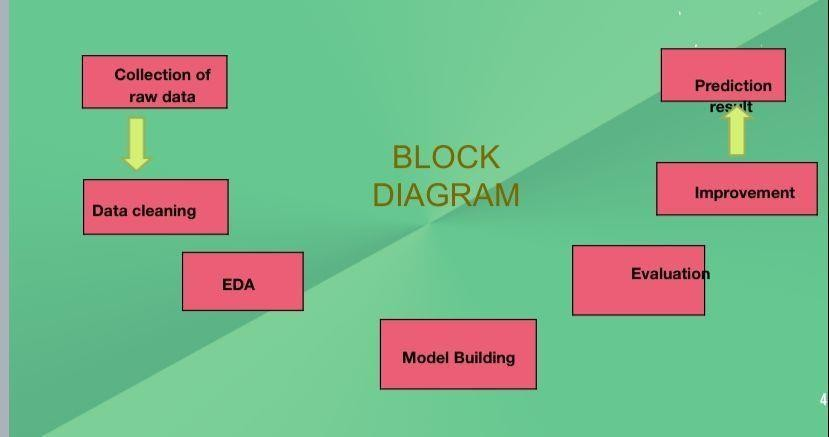 Collection of
raw data
Data cleaning
EDA
Model Building
BLOCK
DIAGRAM
Evaluation
Improvement
Prediction
result
4